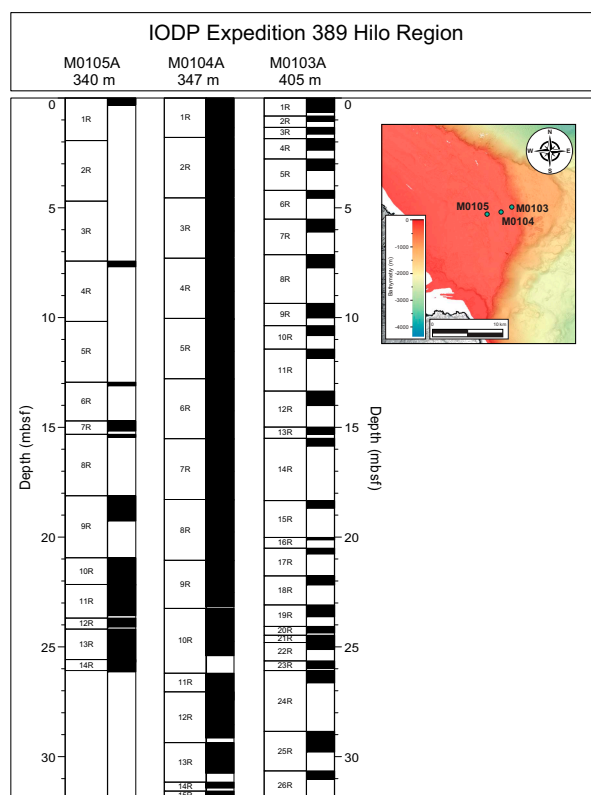 IODP Expedition 389 Hilo Region
M0105A
340 m
M0104A
347 m
M0103A
405 m
Depth (mbsf)
0
5
10
15
20
25
30
1R
2R
3R
4R
5R
6R
7R
8R
9R
10R
11R
12R
13R
14R
1R
2R
3R
4R
5R
6R
7R
8R
9R
10R
11R
12R
13R
14R
15R
1R
2R
3R
4R
5R
6R
7R
8R
9R
10R
11R
12R
13R
14R
15R
16R
17R
18R
19R
20R
21R
22R
23R
24R
25R
26R
0
5
10
15
20
25
30
Depth (mbsf)
N
W
E
S
M0105
M0103
M0104
Bathymetry (m)
0
-1000
-2000
-3000
-4000
0
10 km